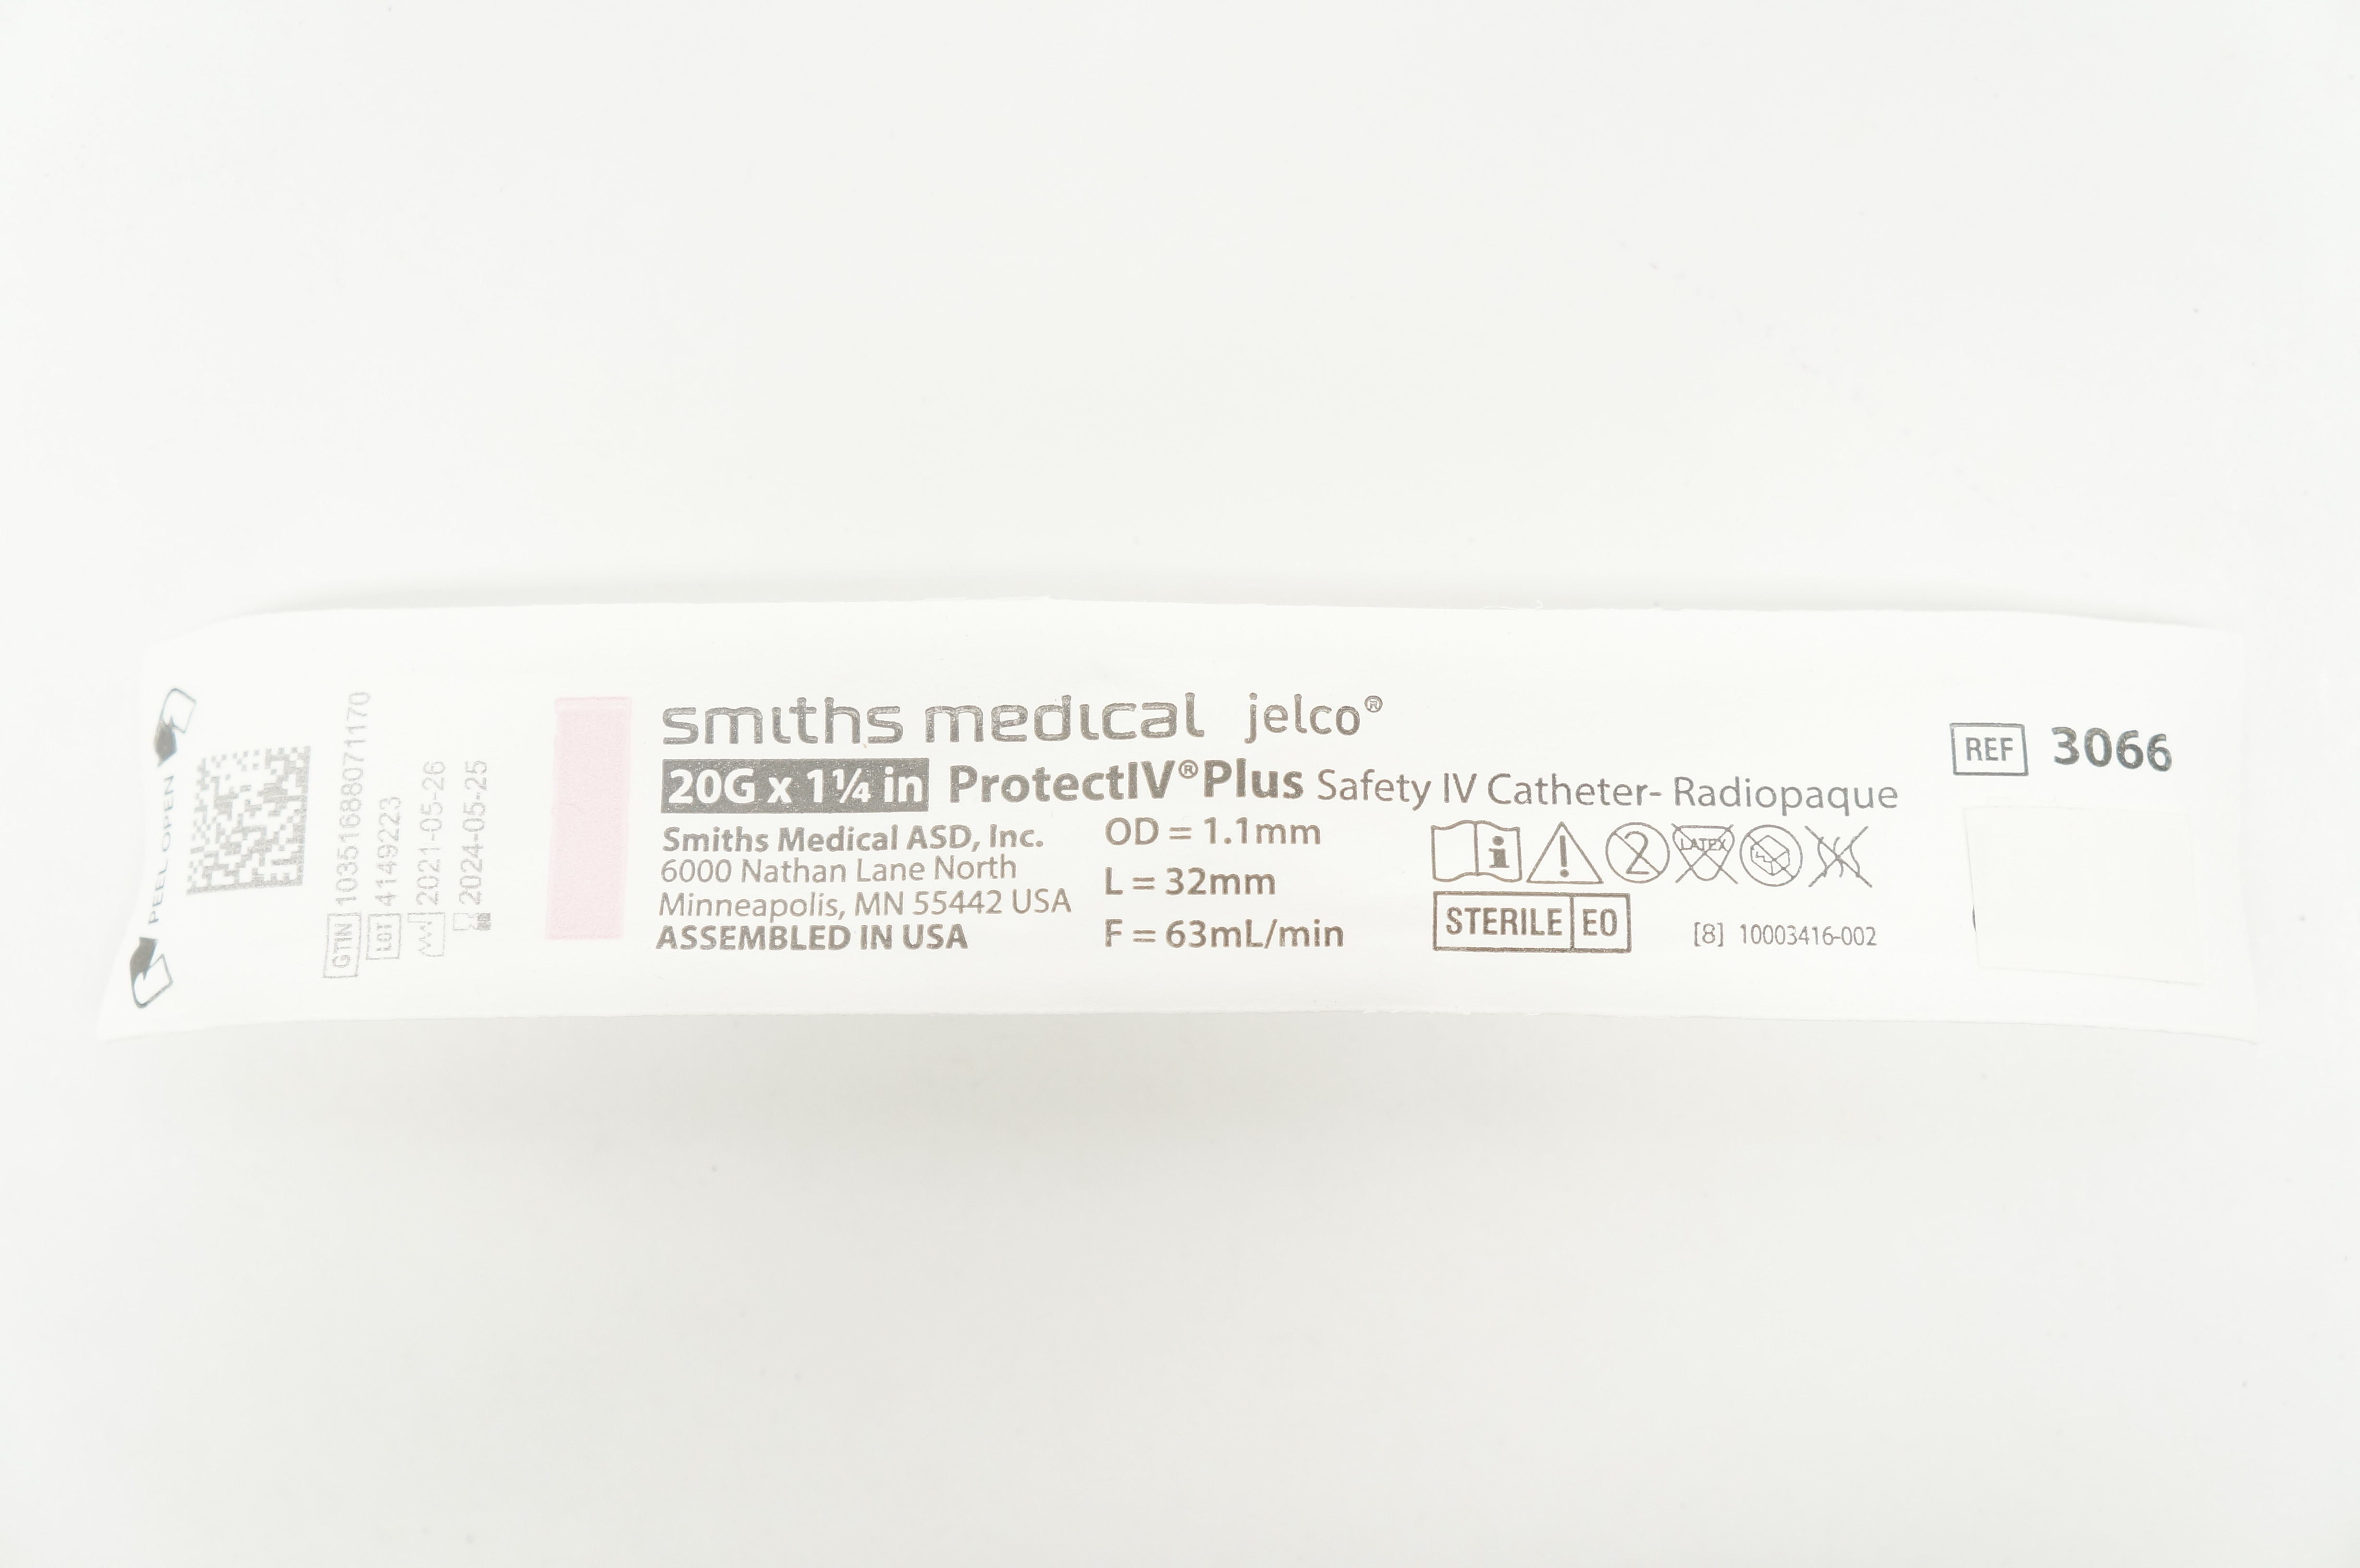 PEEL OPEN
GTIN 10351688071170
LOT 4149223
2021-05-26
2024-05-25
smiths medical jelco®
20G x 1¼ in ProtectIV® Plus Safety IV Catheter- Radiopaque
Smiths Medical ASD, Inc.
6000 Nathan Lane North
Minneapolis, MN 55442 USA
ASSEMBLED IN USA
OD = 1.1mm
L = 32mm
F = 63mL/min
i ! 2 LATEX
STERILE EO
[8] 10003416-002
REF 3066